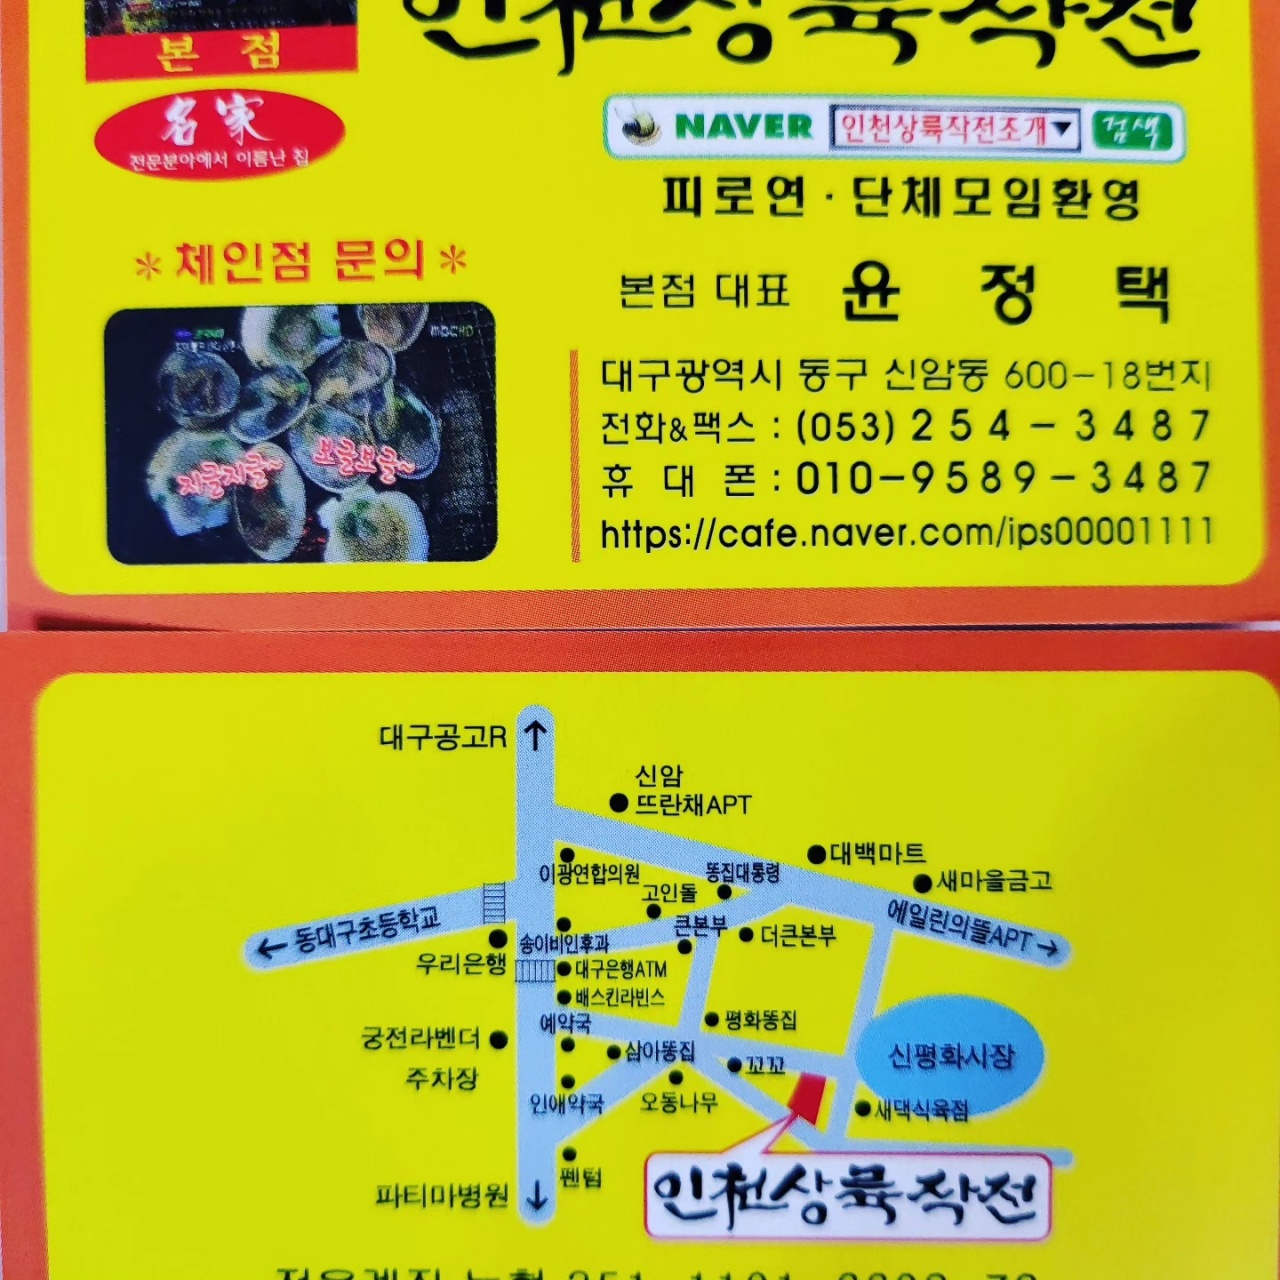 본 점
인천상륙작전
名家
전문분야에서 이름난 집
NAVER 인천상륙작전조개 검색
피로연·단체모임환영
*체인점 문의*
본점 대표 윤 정 택
mbcHD
지글지글~ 보글보글~
대구광역시 동구 신암동 600-18번지
전화&팩스 : (053) 254-3487
휴 대 폰 : 010-9589-3487
https://cafe.naver.com/ips00001111
대구공고R ↑
신암
뜨란채APT
대백마트
이광연합의원
똥집대통령
새마을금고
고인돌
에일린의뜰APT →
← 동대구초등학교
큰본부
더큰본부
송이비인후과
우리은행
대구은행ATM
배스킨라빈스
예약국
평화똥집
궁전라벤더
삼아똥집
신평화시장
꼬꼬
주차장
인애약국
오동나무
새댁식육점
펜텀
파티마병원 ↓
인천상륙작전